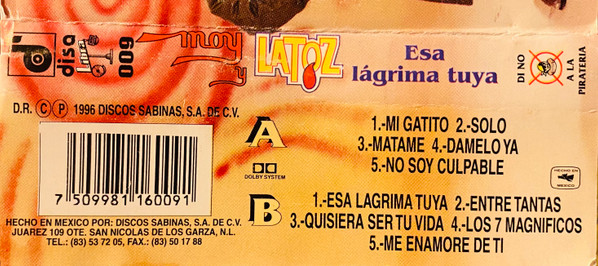 disa
009
Moy y
LATOZ
Esa
lágrima tuya
DI NO
A LA
PIRATERIA
D.R. C P 1996 DISCOS SABINAS, S.A. DE C.V.
A
1.-MI GATITO 2.-SOLO
3.-MATAME 4.-DAMELO YA
5.-NO SOY CULPABLE
DOLBY SYSTEM
HECHO EN
MEXICO
7 509981 160091
B
1.-ESA LAGRIMA TUYA 2.-ENTRE TANTAS
3.-QUISIERA SER TU VIDA 4.-LOS 7 MAGNIFICOS
5.-ME ENAMORE DE TI
HECHO EN MEXICO POR: DISCOS SABINAS, S.A. DE C.V.
JUAREZ 109 OTE. SAN NICOLAS DE LOS GARZA, N.L.
TEL.: (83) 53 72 05, FAX.: (83) 50 17 88